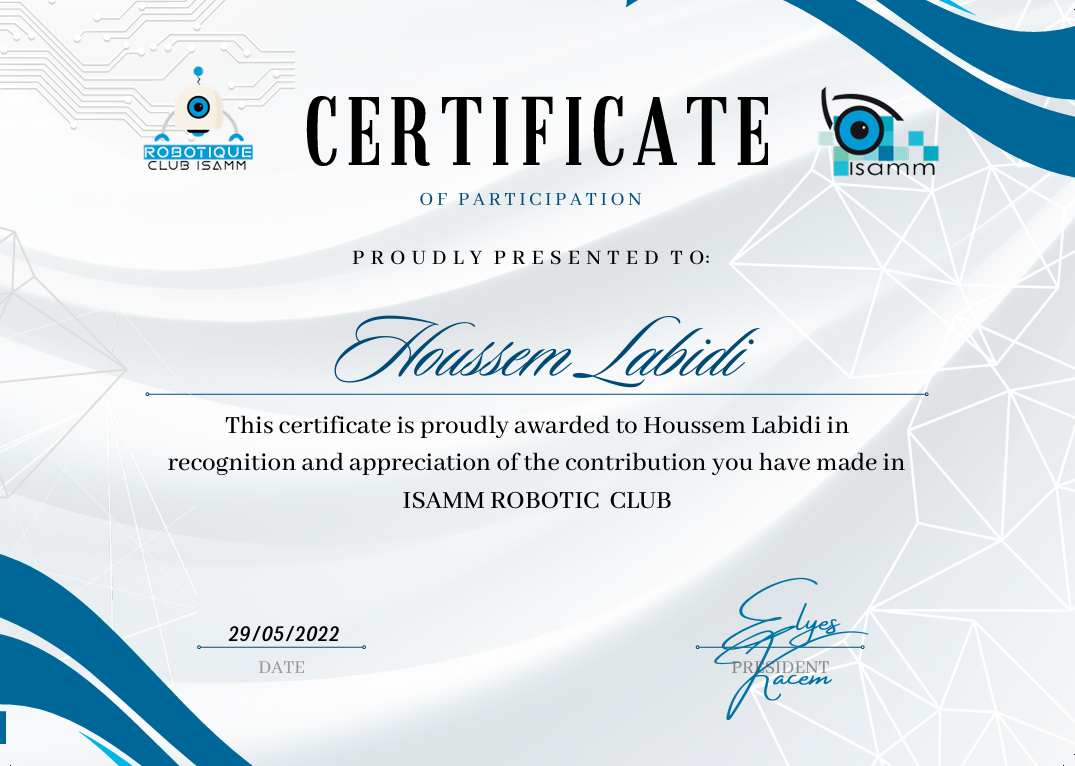 ROBOTIQUE
CLUB ISAMM
CERTIFICATE
isamm
OF PARTICIPATION
PROUDLY PRESENTED TO:
Houssem Labidi
This certificate is proudly awarded to Houssem Labidi in
recognition and appreciation of the contribution you have made in
ISAMM ROBOTIC CLUB
29/05/2022
DATE
Elyes
Kacem
PRESIDENT